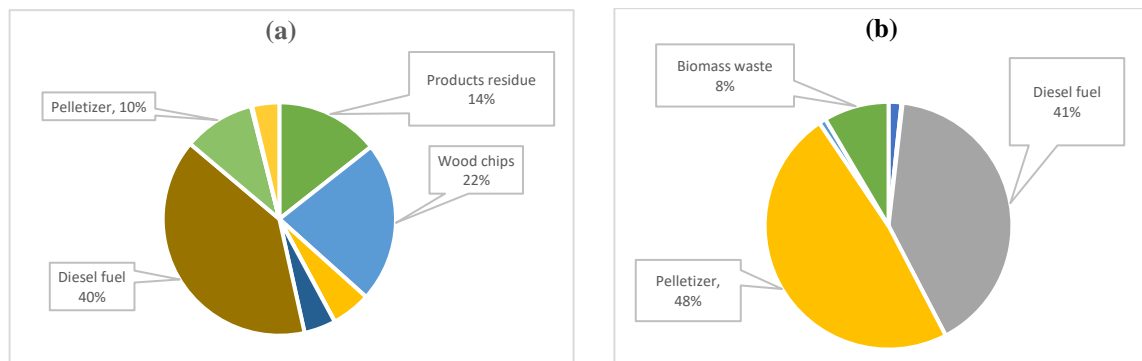 (a)
Products residue
14%
Pelletizer, 10%
Wood chips
22%
Diesel fuel
40%
(b)
Biomass waste
8%
Diesel fuel
41%
Pelletizer,
48%